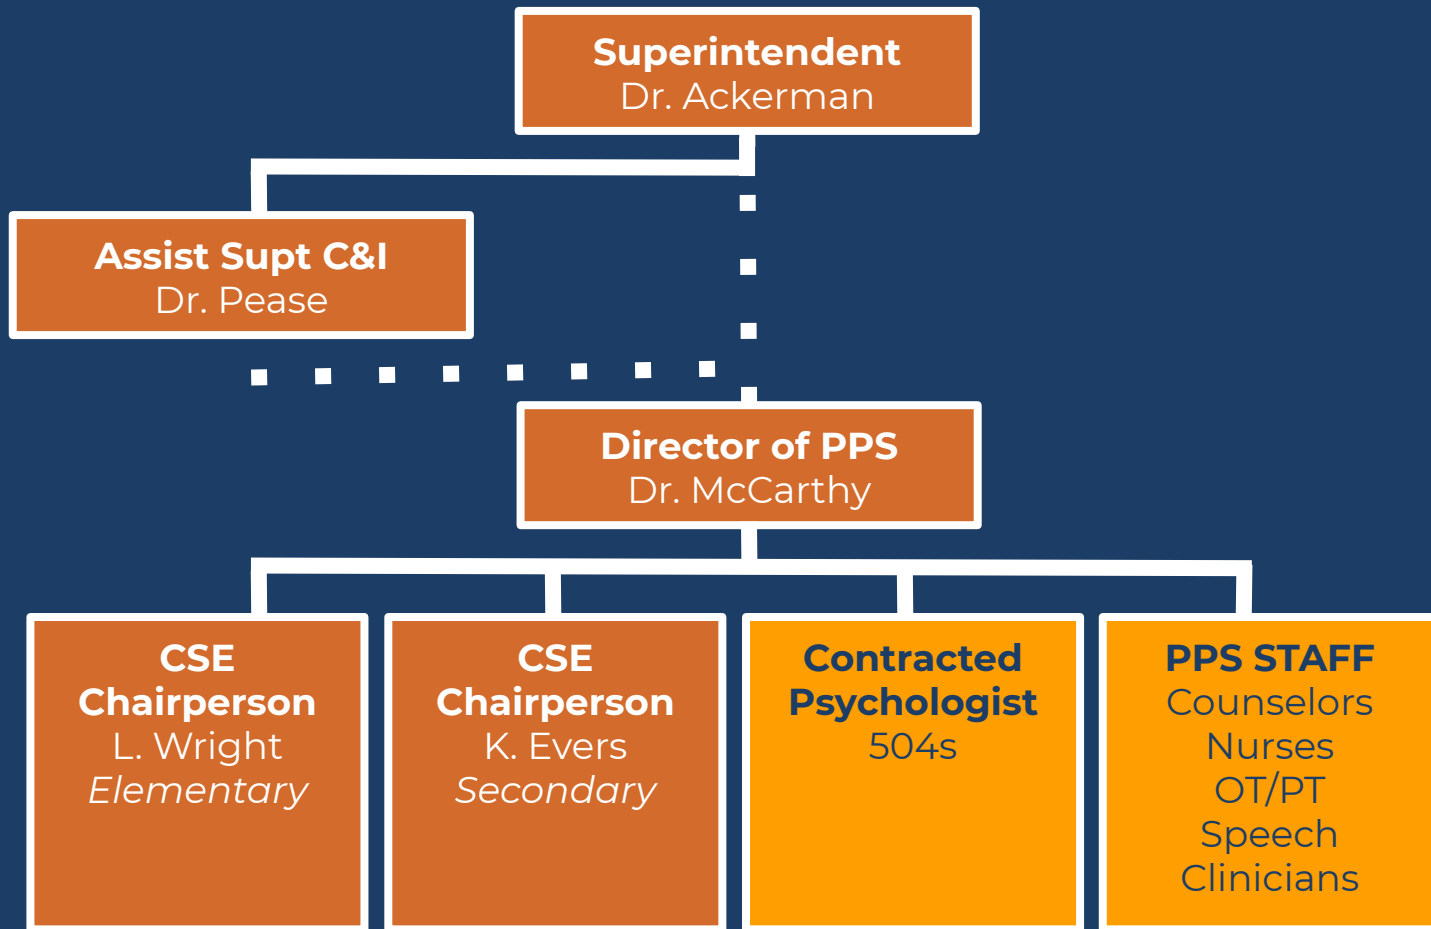 Superintendent
Dr. Ackerman
Assist Supt C&I
Dr. Pease
Director of PPS
Dr. McCarthy
CSE
Chairperson
L. Wright
Elementary
CSE
Chairperson
K. Evers
Secondary
Contracted
Psychologist
504s
PPS STAFF
Counselors
Nurses
OT/PT
Speech
Clinicians